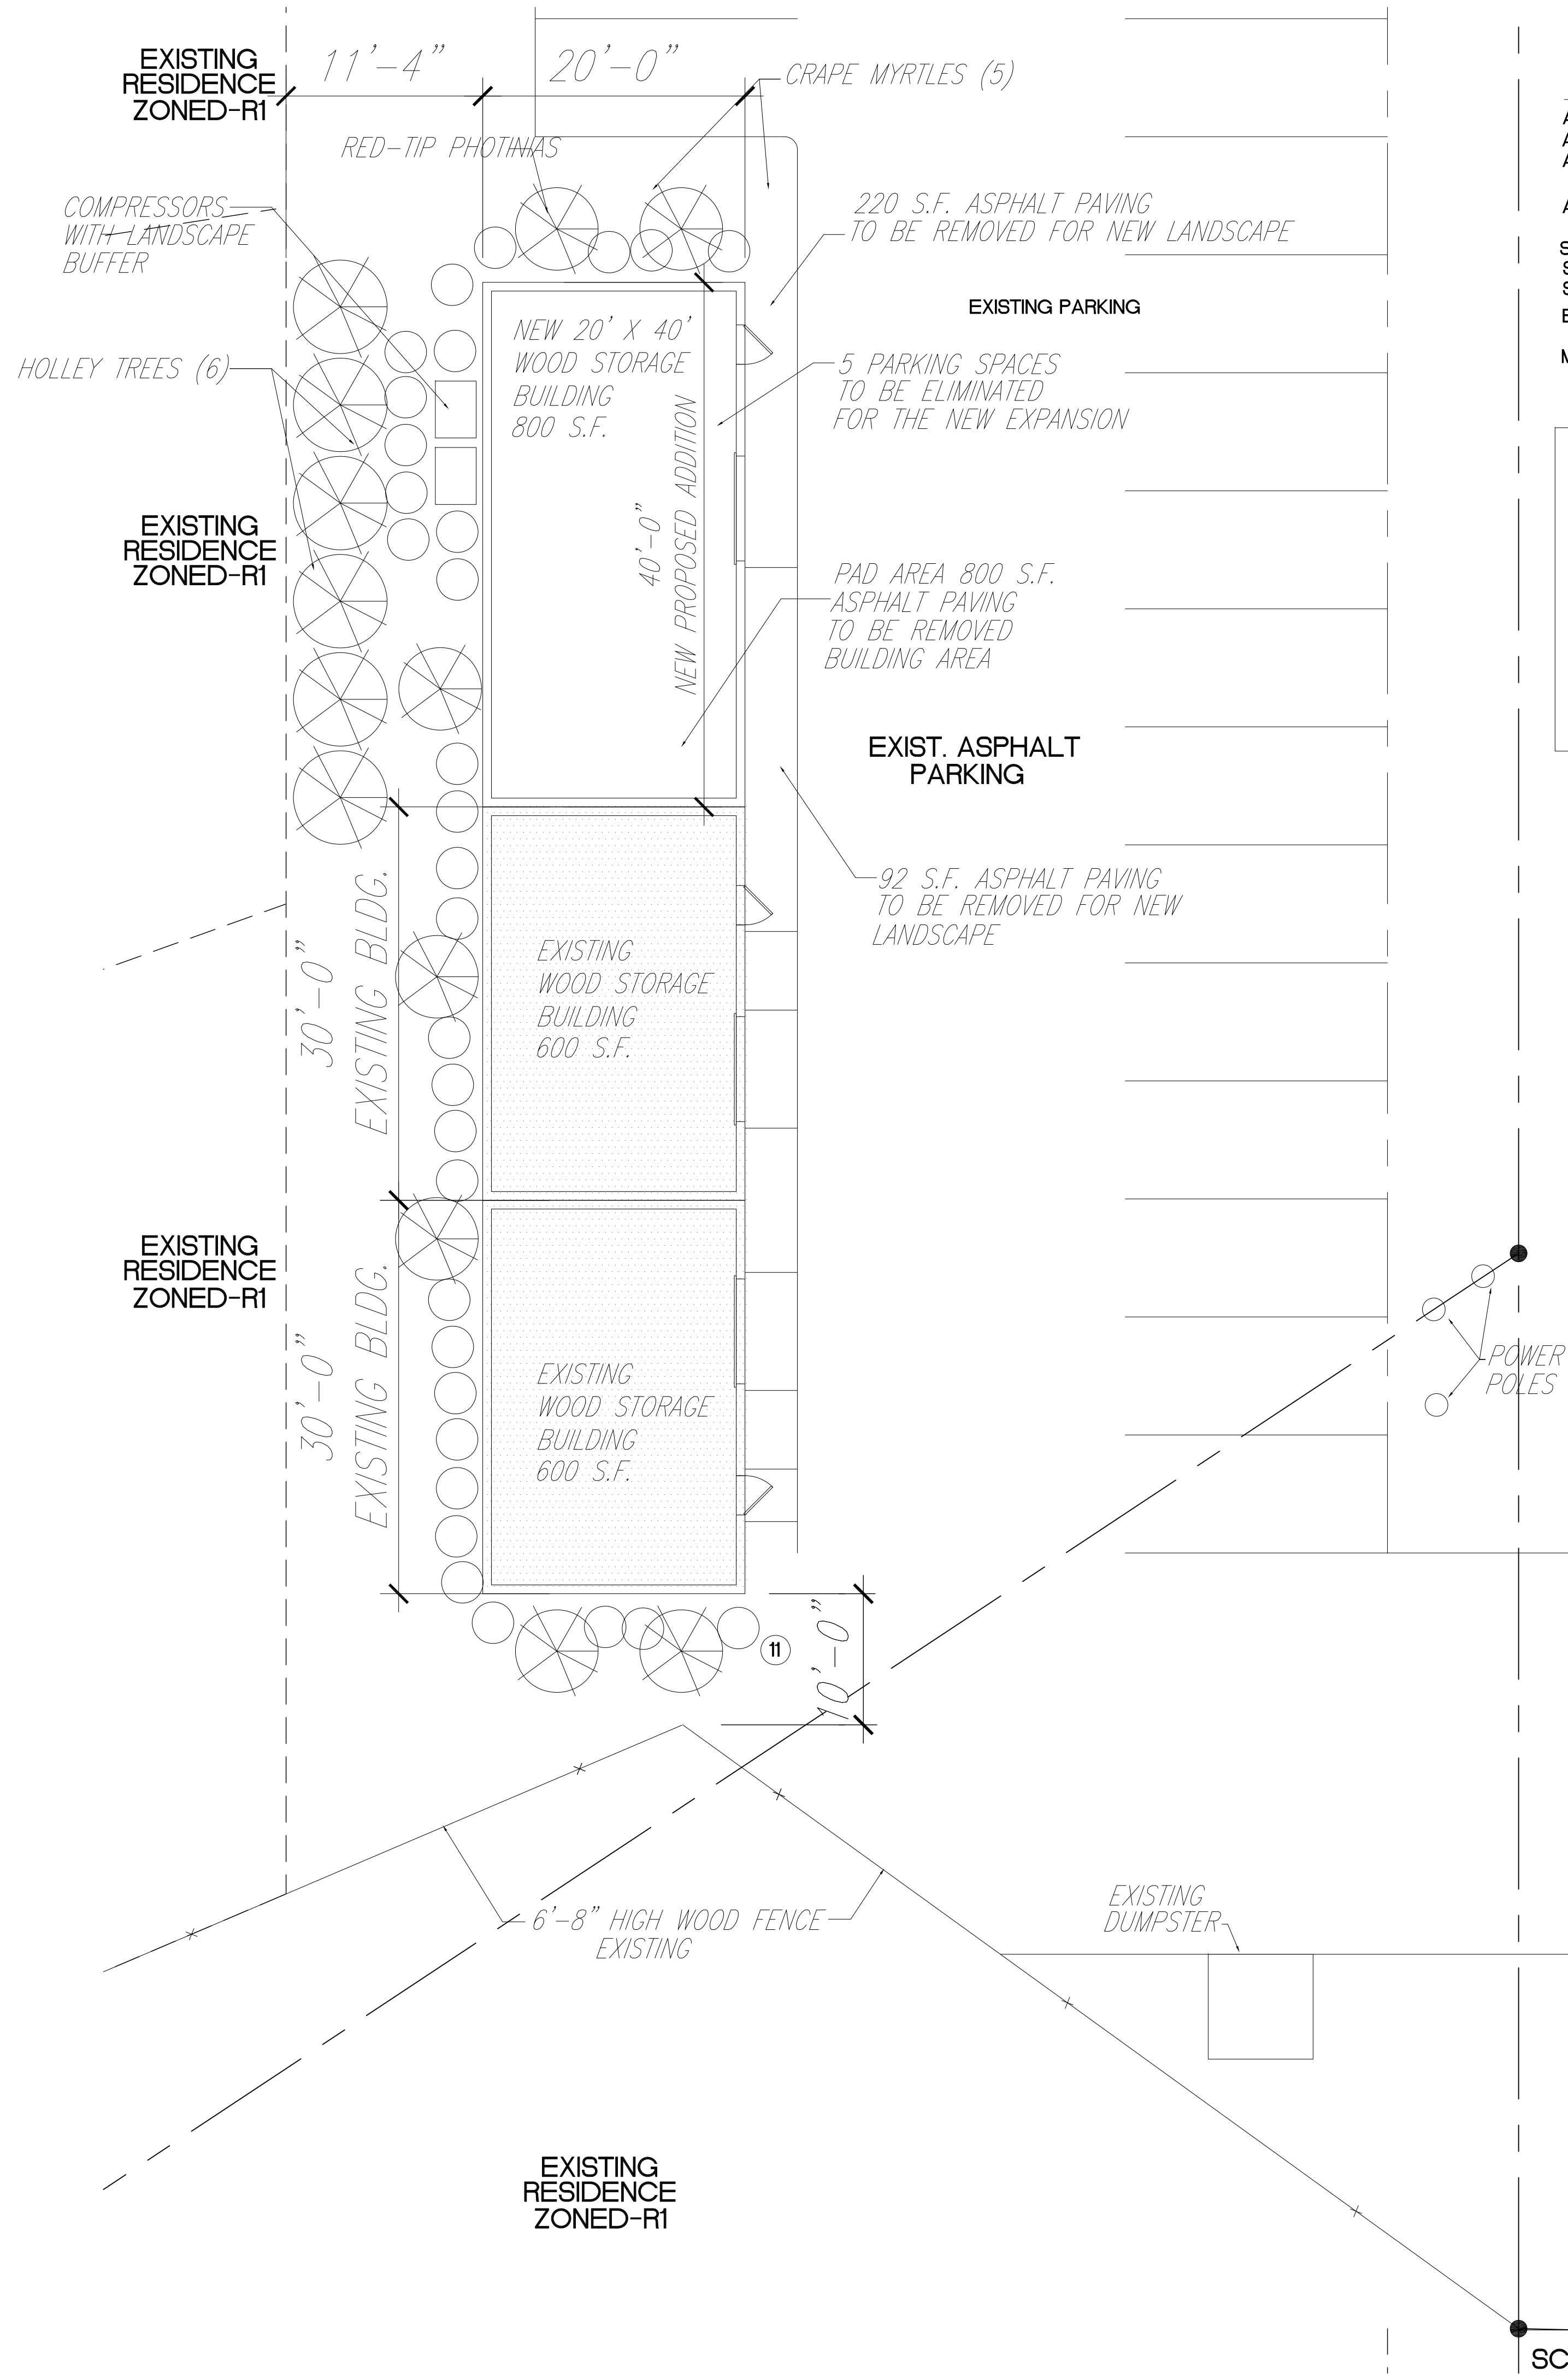 EXISTING
RESIDENCE
ZONED-R1
11'-4"
20'-0"
CRAPE MYRTLES (5)
RED-TIP PHOTINIAS
COMPRESSORS
WITH LANDSCAPE
BUFFER
220 S.F. ASPHALT PAVING
TO BE REMOVED FOR NEW LANDSCAPE
EXISTING PARKING
HOLLEY TREES (6)
NEW 20' X 40'
WOOD STORAGE
BUILDING
800 S.F.
5 PARKING SPACES
TO BE ELIMINATED
FOR THE NEW EXPANSION
40'-0"
NEW PROPOSED ADDITION
EXISTING
RESIDENCE
ZONED-R1
PAD AREA 800 S.F.
ASPHALT PAVING
TO BE REMOVED
BUILDING AREA
EXIST. ASPHALT
PARKING
92 S.F. ASPHALT PAVING
TO BE REMOVED FOR NEW
LANDSCAPE
30'-0"
EXISTING BLDG.
EXISTING
WOOD STORAGE
BUILDING
600 S.F.
EXISTING
RESIDENCE
ZONED-R1
30'-0"
EXISTING BLDG.
EXISTING
WOOD STORAGE
BUILDING
600 S.F.
POWER
POLES
11
10'-0"
6'-8" HIGH WOOD FENCE
EXISTING
EXISTING
DUMPSTER
EXISTING
RESIDENCE
ZONED-R1
SC